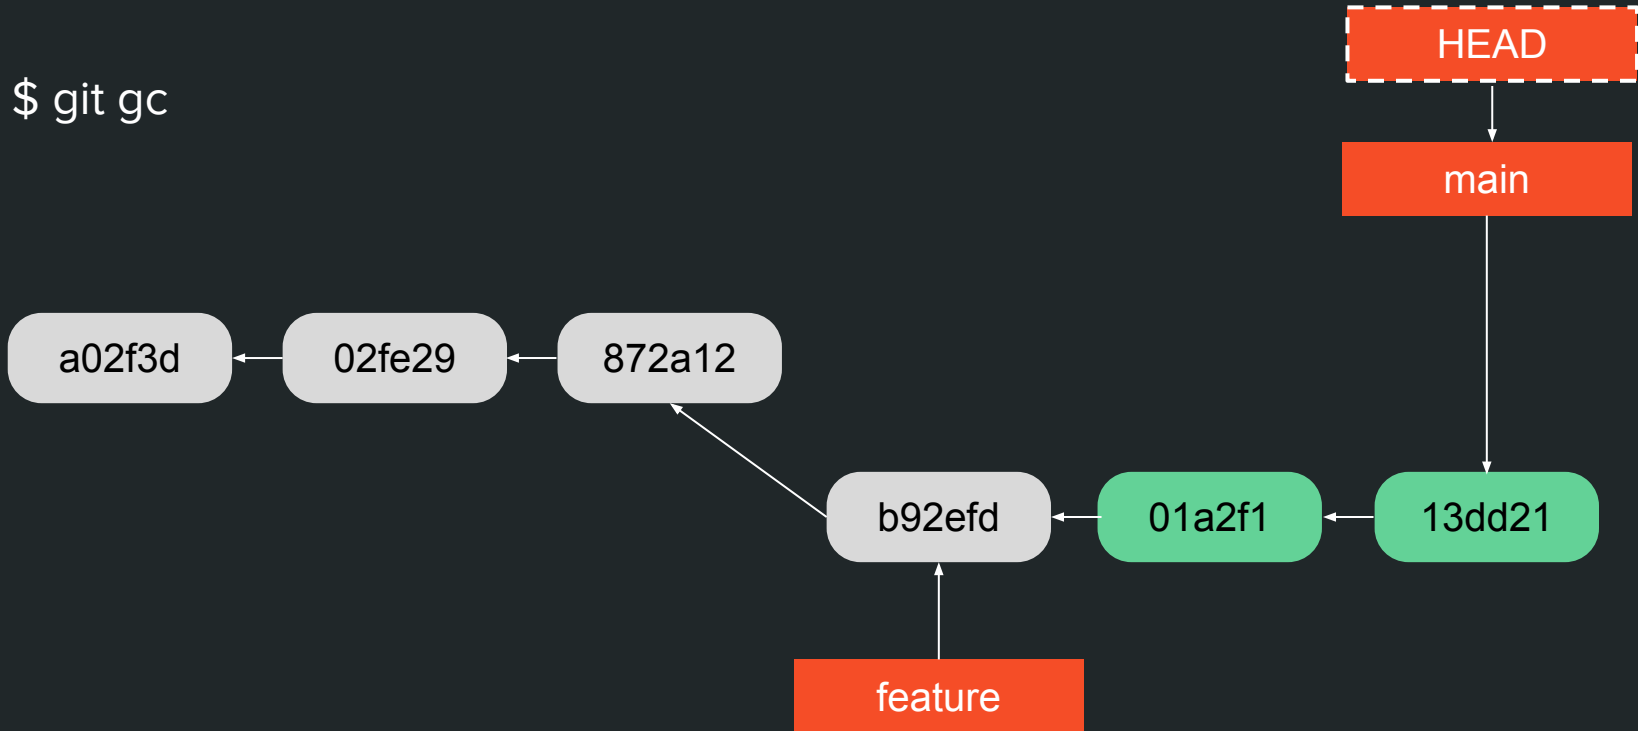 HEAD
$ git gc
main
a02f3d
02fe29
872a12
b92efd
01a2f1
13dd21
feature